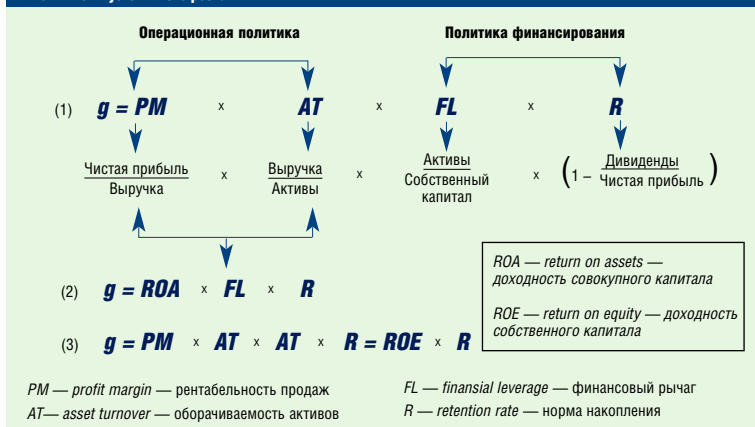 Операционная политика Политика финансирования
(1) g = PM x AT x FL x R
Чистая прибыль Выручка Активы Дивиденды
x x x (1 – )
Выручка Активы Собственный капитал Чистая прибыль
(2) g = ROA x FL x R
ROA — return on assets —
доходность совокупного капитала
ROE — return on equity — доходность
собственного капитала
(3) g = PM x AT x AT x R = ROE x R
PM — profit margin — рентабельность продаж
AT— asset turnover — оборачиваемость активов
FL — finansial leverage — финансовый рычаг
R — retention rate — норма накопления